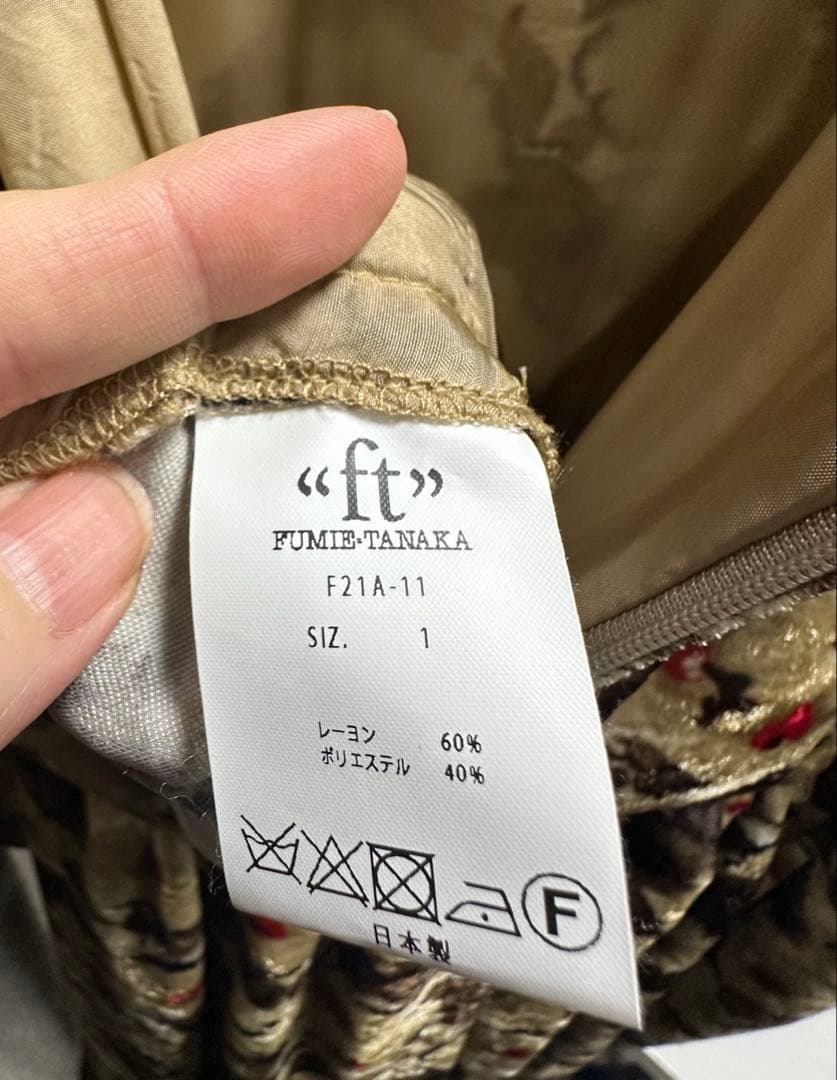 “ft”
FUMIE·TANAKA
F21A-11
SIZ. 1
レーヨン 60%
ポリエステル 40%
F
日本製